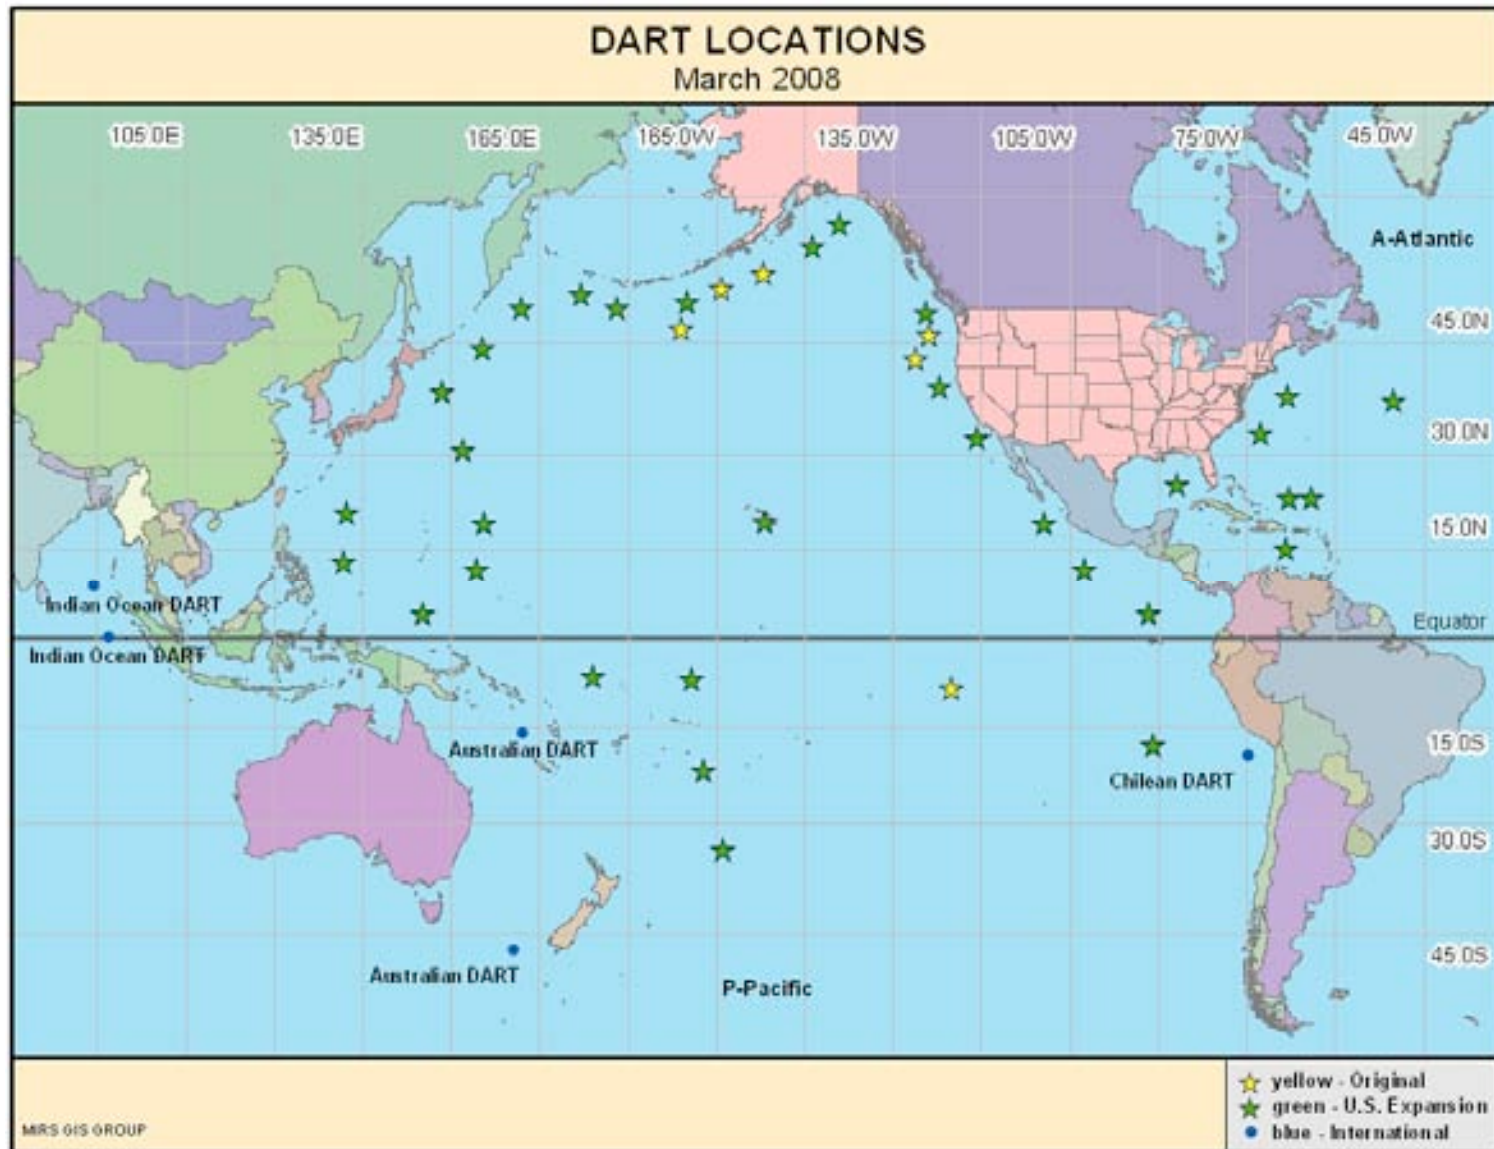 DART LOCATIONS
March 2008
105.0E 135.0E 165.0E 165.0W 135.0W 105.0W 75.0W 45.0W
A-Atlantic
45.0N
30.0N
15.0N
Indian Ocean DART
Equator
Indian Ocean DART
15.0S
Australian DART
Chilean DART
30.0S
45.0S
Australian DART
P-Pacific
yellow - Original
green - U.S. Expansion
blue - International
MIRS GIS GROUP